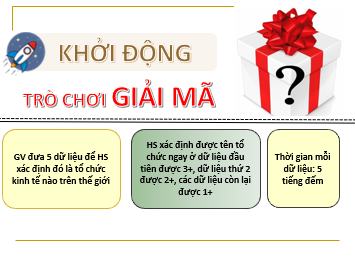 KHỞI ĐỘNG
TRÒ CHƠI GIẢI MÃ
?
GV đưa 5 dữ liệu để HS
xác định đó là tổ chức
kinh tế nào trên thế giới
HS xác định được tên tổ
chức ngay ở dữ liệu đầu
tiên được 3+, dữ liệu thứ 2
được 2+, các dữ liệu còn lại
được 1+
Thời gian mỗi
dữ liệu: 5
tiếng đếm